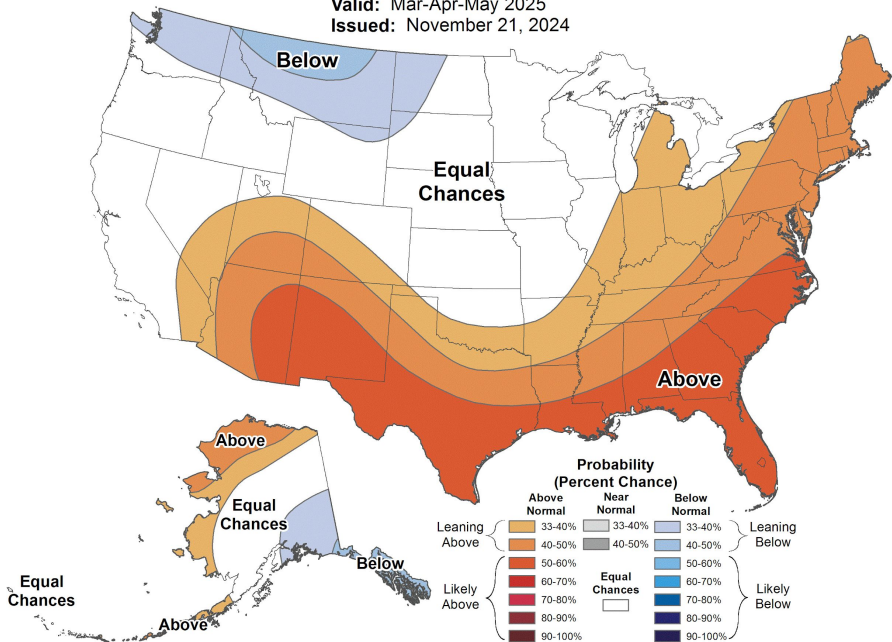 Valid: Mar-Apr-May 2025
Issued: November 21, 2024
Below
Equal
Chances
Above
Above
Equal
Chances
Below
Equal
Chances
Above
Probability
(Percent Chance)
Above
Normal
Near
Normal
Below
Normal
Leaning
Above
33-40%
33-40%
33-40%
Leaning
Below
40-50%
40-50%
40-50%
Likely
Above
50-60%
50-60%
Likely
Below
60-70%
Equal
Chances
60-70%
70-80%
70-80%
80-90%
80-90%
90-100%
90-100%